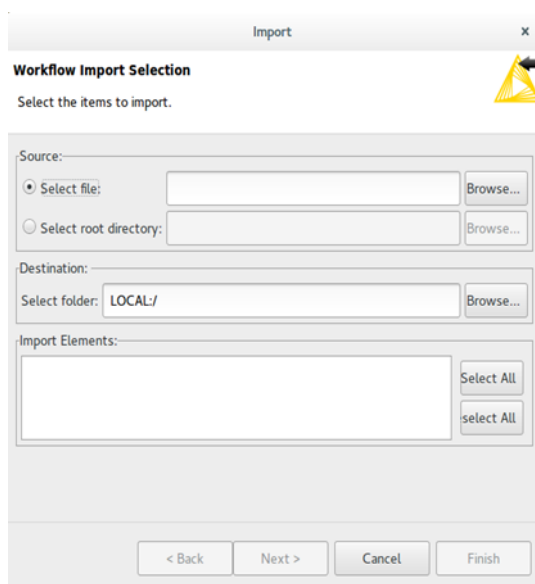 Import x
Workflow Import Selection
Select the items to import.
Source:
Select file: Browse...
Select root directory: Browse...
Destination:
Select folder: LOCAL:/ Browse...
Import Elements:
Select All
select All
< Back Next > Cancel Finish